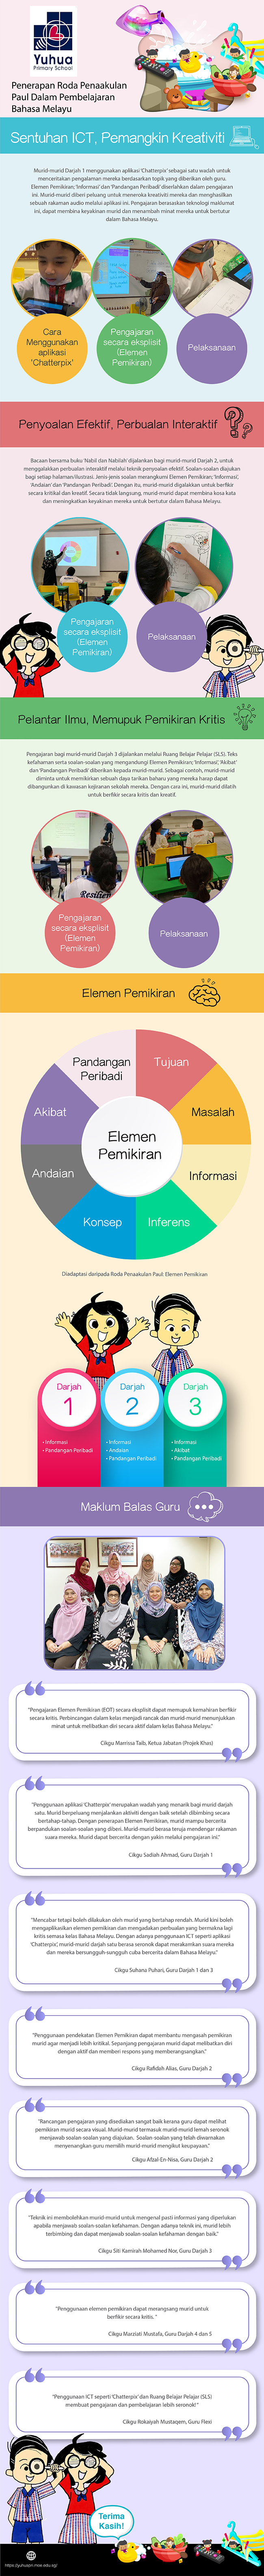 Yuhua
Primary School
Penerapan Roda Penaakulan
Paul Dalam Pembelajaran
Bahasa Melayu
Sentuhan ICT, Pemangkin Kreativiti
Murid-murid Darjah 1 menggunakan aplikasi 'Chatterpix' sebagai satu wadah untuk
menceritakan pengalaman mereka berdasarkan topik yang diberikan oleh guru.
Elemen Pemikiran; 'Informasi' dan 'Pandangan Peribadi' diserlahkan dalam pengajaran
ini. Murid-murid diberi peluang untuk menzahirkan kreativiti mereka dan menghasilkan
sebuah rakaman audio melalui aplikasi ini. Pengajaran berasaskan teknologi maklumat
ini, dapat membina keyakinan murid dan menambah minat mereka untuk bertutur
dalam Bahasa Melayu.
Cara
Menggunakan
aplikasi
'Chatterpix'
Pengajaran
secara eksplisit
(Elemen
Pemikiran)
Pelaksanaan
Penyoalan Efektif, Perbualan Interaktif
Bacaan bersama buku 'Nabil dan Nabilah' dijalankan bagi murid-murid Darjah 2, untuk
menggalakkan perbualan interaktif melalui teknik penyoalan efektif. Soalan-soalan diajukan
bagi setiap halaman/ilustrasi. Jenis-jenis soalan merangkumi Elemen Pemikiran; 'Informasi',
'Andaian' dan 'Pandangan Peribadi'. Dengan itu, murid-murid digalakkan untuk berfikir
secara kritikal dan kreatif. Secara tidak langsung, murid-murid dapat membina kosa kata
dan meningkatkan keyakinan mereka untuk bertutur dalam Bahasa Melayu.
Pengajaran
secara eksplisit
(Elemen
Pemikiran)
Pelaksanaan
Pelantar Ilmu, Memupuk Pemikiran Kritis
Pengajaran bagi murid-murid Darjah 3 dijalankan melalui Ruang Belajar Pelajar (SLS). Teks
kefahaman serta soalan-soalan yang mengandungi Elemen Pemikiran; 'Informasi', 'Akibat'
dan 'Pandangan Peribadi' diberikan kepada murid-murid. Sebagai contoh, murid-murid
diminta untuk memikirkan sebuah daya tarikan baharu yang mereka harap dapat
dibangunkan di kawasan kejiranan sekolah mereka. Dengan cara ini, murid-murid dilatih
untuk berfikir secara kritis dan kreatif.
Resilien
Pengajaran
secara eksplisit
(Elemen
Pemikiran)
Pelaksanaan
Elemen Pemikiran
Pandangan
Peribadi
Tujuan
Akibat
Masalah
Elemen
Pemikiran
Andaian
Informasi
Konsep
Inferens
Diadaptasi daripada Roda Penaakulan Paul: Elemen Pemikiran
Darjah
1
Darjah
2
Darjah
3
• Informasi
• Pandangan Peribadi
• Informasi
• Andaian
• Pandangan Peribadi
• Informasi
• Akibat
• Pandangan Peribadi
Maklum Balas Guru
"Pengajaran Elemen Pemikiran (EOT) secara eksplisit dapat memupuk kemahiran berfikir
secara kritis. Perbincangan dalam kelas menjadi rancak dan murid-murid menunjukkan
minat untuk melibatkan diri secara aktif dalam kelas Bahasa Melayu."
Cikgu Marrissa Taib, Ketua Jabatan (Projek Khas)
"Penggunaan aplikasi 'Chatterpix' merupakan wadah yang menarik bagi murid darjah
satu. Murid berpeluang menjalankan aktiviti dengan baik setelah dibimbing secara
bertahap-tahap. Dengan penerapan Elemen Pemikiran, murid mampu bercerita
berpandukan soalan-soalan yang diberi. Murid-murid berasa teruja mendengar rakaman
suara mereka. Murid dapat bercerita dengan yakin melalui pengajaran ini."
Cikgu Sadiah Ahmad, Guru Darjah 1
"Mencabar tetapi boleh dilakukan oleh murid yang bertahap rendah. Murid kini boleh
mengaplikasikan elemen pemikiran dan mengadakan perbualan yang bermakna lagi
kritis semasa kelas Bahasa Melayu. Dengan adanya penggunaan ICT seperti aplikasi
'Chatterpix', murid-murid darjah satu berasa seronok dapat merakamkan suara mereka
dan mereka bersungguh-sungguh cuba bercerita dalam Bahasa Melayu."
Cikgu Suhana Puhari, Guru Darjah 1 dan 3
"Penggunaan pendekatan Elemen Pemikiran dapat membantu mengasah pemikiran
murid agar menjadi lebih kritikal. Sepanjang pengajaran murid dapat melibatkan diri
dengan aktif dan memberi respons yang memberangsangkan."
Cikgu Rafideh Alias, Guru Darjah 2
"Rancangan pengajaran yang disediakan sangat baik kerana guru dapat melihat
pemikiran murid secara visual. Murid-murid termasuk murid-murid lemah seronok
menjawab soalan-soalan yang diajukan. Soalan-soalan yang telah diwarnakan
menyenangkan guru memilih murid-murid mengikut keupayaan."
Cikgu Afzal-En-Nisa, Guru Darjah 2
"Teknik ini membolehkan murid-murid untuk mengenal pasti informasi yang diperlukan
apabila menjawab soalan-soalan kefahaman. Dengan adanya teknik ini, murid lebih
terbimbing dan dapat menjawab soalan-soalan kefahaman dengan baik."
Cikgu Siti Kamirah Mohamed Nor, Guru Darjah 3
"Penggunaan elemen pemikiran dapat merangsang murid untuk
berfikir secara kritis. "
Cikgu Marziati Mustafa, Guru Darjah 4 dan 5
"Penggunaan ICT seperti 'Chatterpix' dan Ruang Belajar Pelajar (SLS)
membuat pengajaran dan pembelajaran lebih seronok!"
Cikgu Rokaiyah Mustaqem, Guru Flexi
Terima
Kasih!
https://yuhuapri.moe.edu.sg/